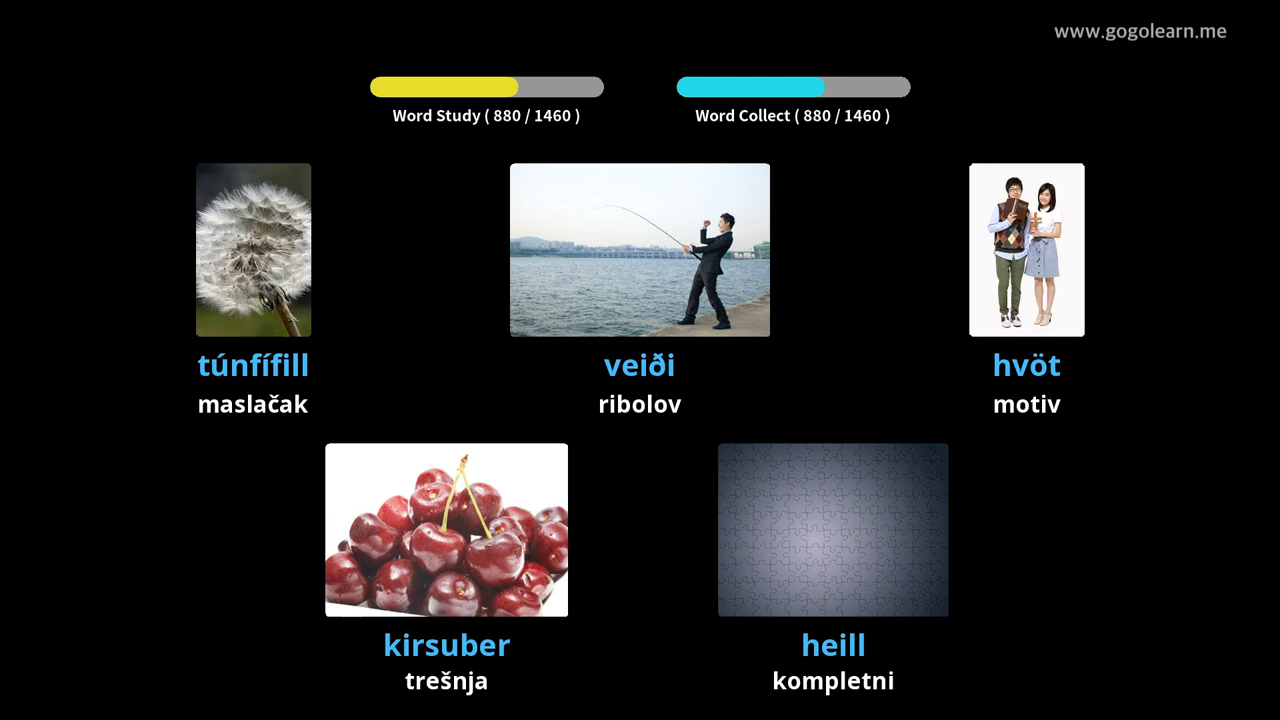 www.gogolearn.me
Word Study ( 880 / 1460 )
Word Collect ( 880 / 1460 )
túnfífill
maslačak
veiði
ribolov
hvöt
motiv
kirsuber
trešnja
heill
kompletni